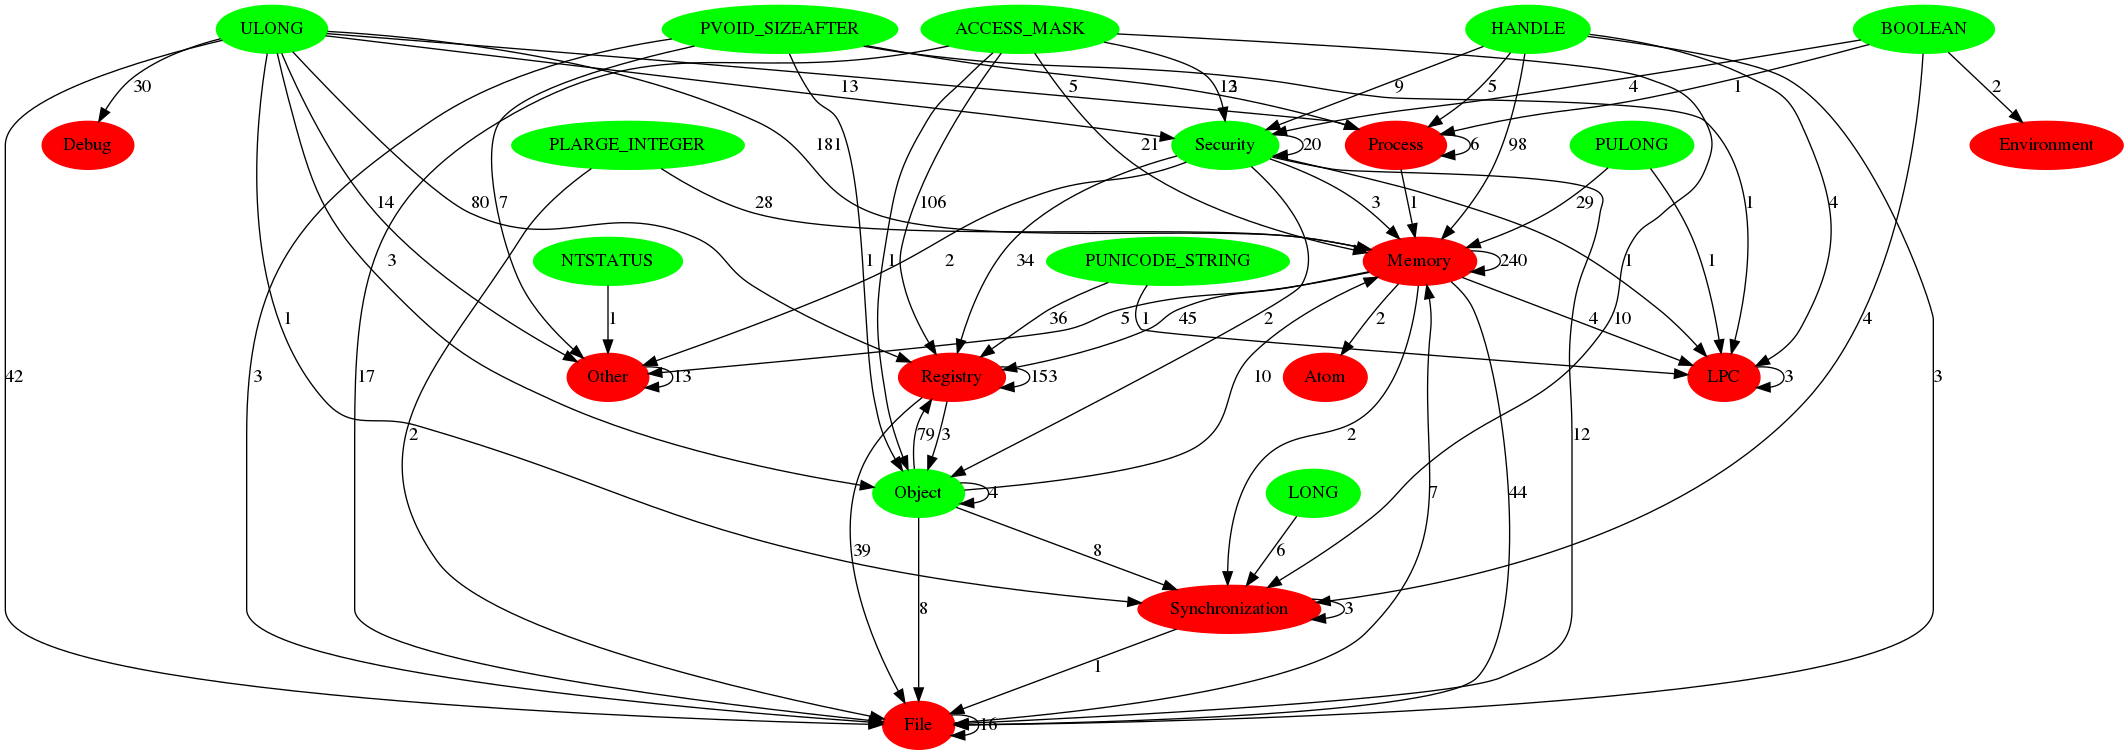 ULONG PVOID_SIZEAFTER ACCESS_MASK HANDLE BOOLEAN
30 13 5 9 5 4 1 2
Debug PLARGE_INTEGER Security 20 Process 6 PULONG Environment
181 21 98
14 80 7 28 106 3 1 29 1 4
NTSTATUS 3 1 1 2 34 PUNICODE_STRING Memory 240 1 1
1 1 5 36 1 45 2 2 4 10 4
42 3 17 Other 13 Registry 153 10 Atom LPC 3 3
2 79 3 2 12
Object 4 LONG 7 44
39 8 6
8 Synchronization 3
1
File 16